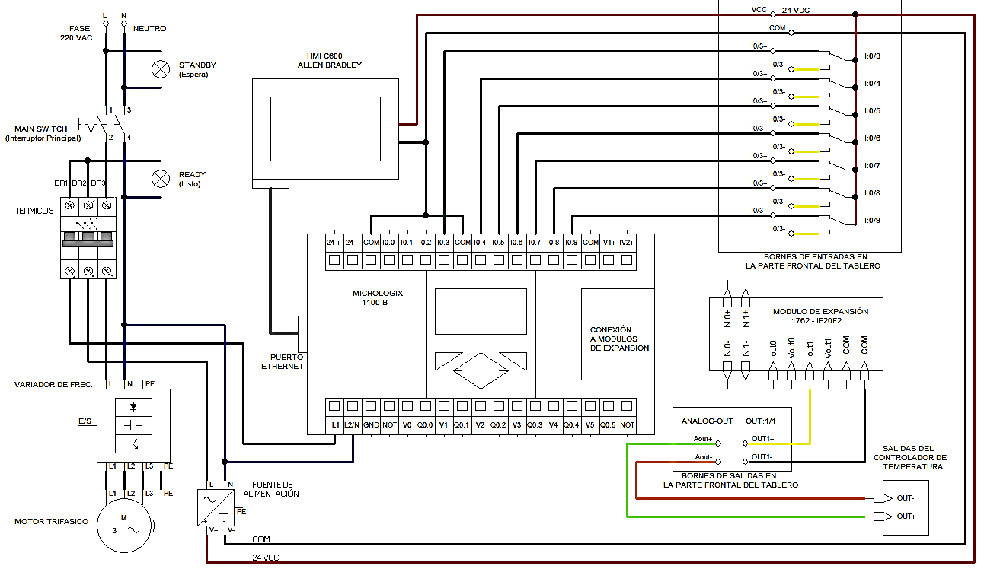 L N
FASE
220 VAC
NEUTRO
STANDBY
(Espera)
1 3
MAIN SWITCH
(Interruptor Principal)
2 4
READY
(Listo)
BR1 BR2 BR3
TERMICOS
HMI C600
ALLEN BRADLEY
VCC 24 VDC
COM
I0/3+
I:0/3
I0/3-
I0/3+
I:0/4
I0/3-
I0/3+
I:0/5
I0/3-
I0/3+
I:0/6
I0/3-
I0/3+
I:0/7
I0/3-
I0/3+
I:0/8
I0/3-
I0/3+
I:0/9
I0/3-
BORNES DE ENTRADAS EN
LA PARTE FRONTAL DEL TABLERO
24 + 24 - COM I0.0 I0.1 I0.2 I0.3 COM I0.4 I0.5 I0.6 I0.7 I0.8 I0.9 COM IV1+ IV2+
MICROLOGIX
1100 B
CONEXIÓN
A MODULOS
DE EXPANSION
PUERTO
ETHERNET
L1 L2/N GND NOT V0 Q0.0 V1 Q0.1 V2 Q0.2 V3 Q0.3 V4 Q0.4 V5 Q0.5 NOT
IN 0+ IN 1+
MODULO DE EXPANSIÓN
1762 - IF20F2
IN 0- IN 1- Iout0 Vout0 Iout1 Vout1 COM COM
ANALOG-OUT OUT:1/1
Aout+ OUT1+
Aout- OUT1-
BORNES DE SALIDAS EN
LA PARTE FRONTAL DEL TABLERO
SALIDAS DEL
CONTROLADOR DE
TEMPERATURA
OUT-
OUT+
VARIADOR DE FREC.
L N PE
E/S
L1 L2 L3 PE
L1 L2 L3 PE
MOTOR TRIFASICO
M
3
FUENTE DE
ALIMENTACIÓN
L N
PE
V+ V-
COM
24 VCC